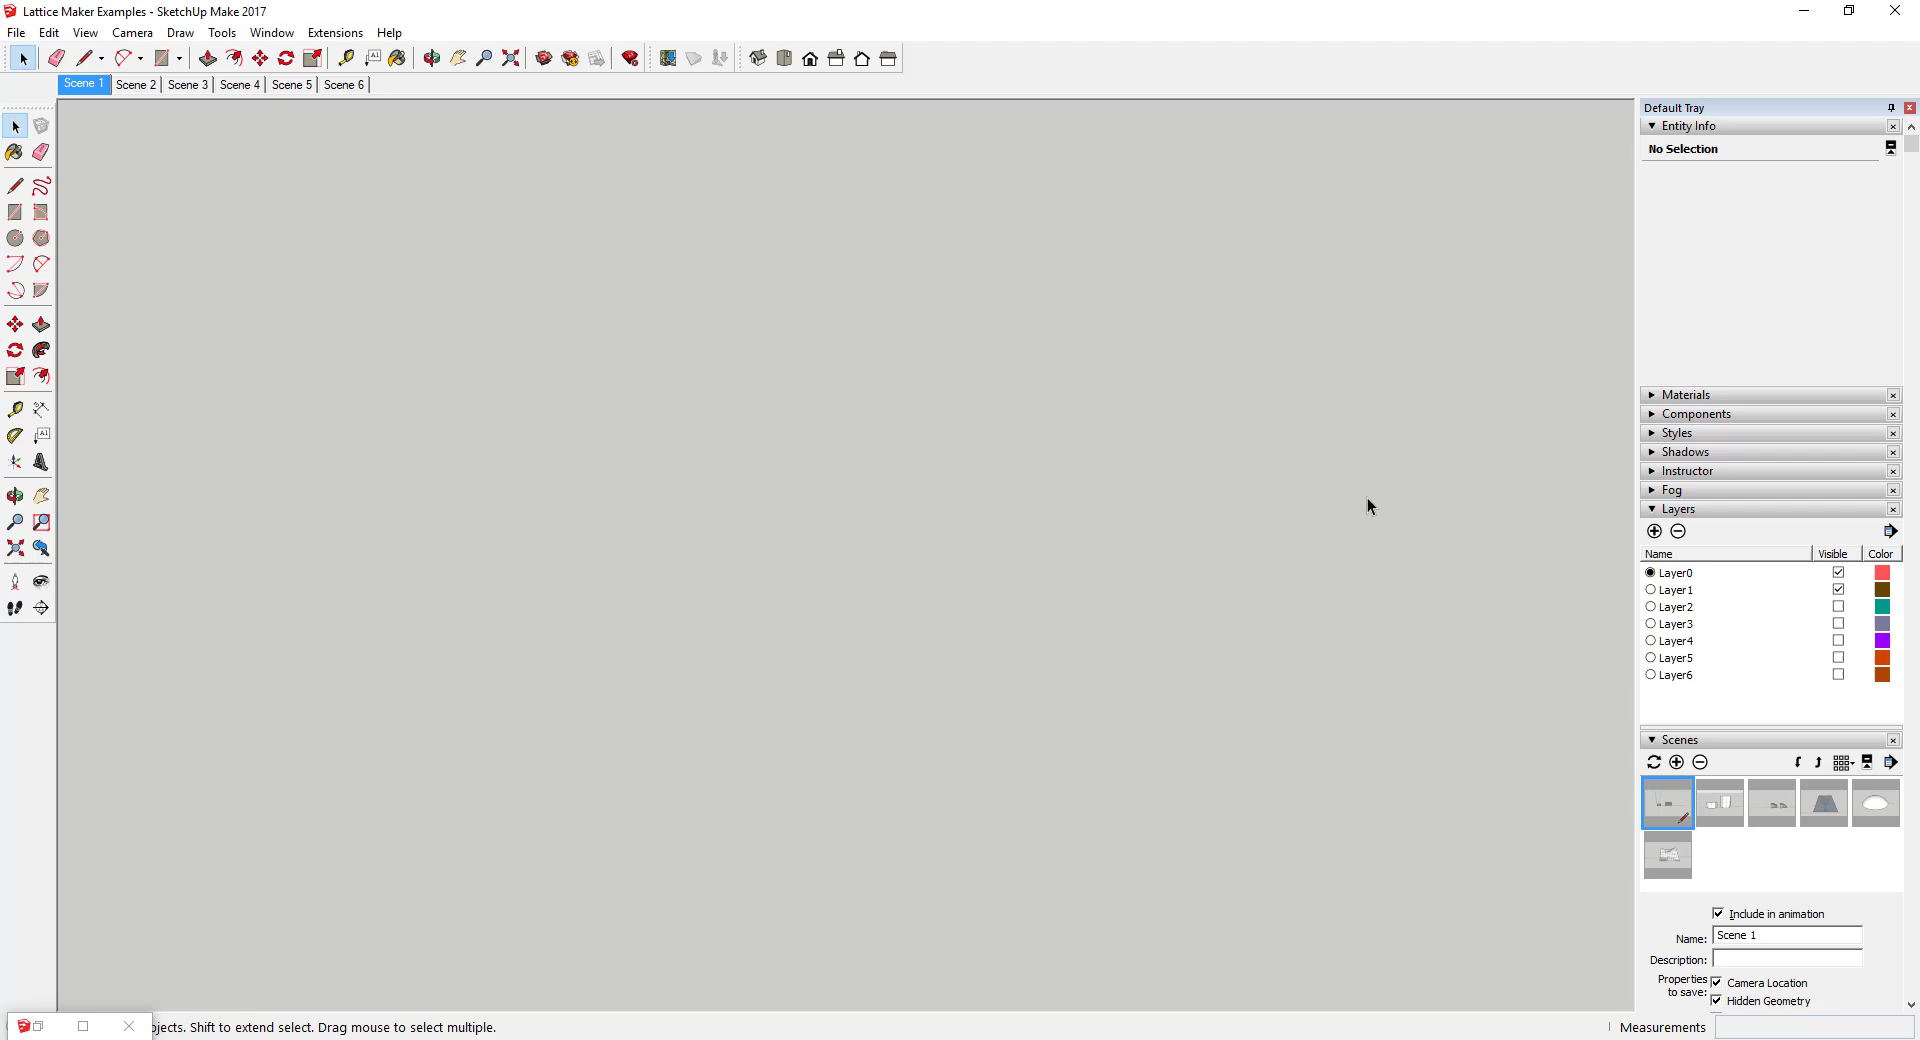 Lattice Maker Examples - SketchUp Make 2017
File Edit View Camera Draw Tools Window Extensions Help
Scene 1 Scene 2 Scene 3 Scene 4 Scene 5 Scene 6
Default Tray
Entity Info
No Selection
Materials
Components
Styles
Shadows
Instructor
Fog
Layers
Name Visible Color
Layer0
Layer1
Layer2
Layer3
Layer4
Layer5
Layer6
Scenes
Include in animation
Name: Scene 1
Description:
Properties to save: Camera Location
Hidden Geometry
jects. Shift to extend select. Drag mouse to select multiple.
Measurements